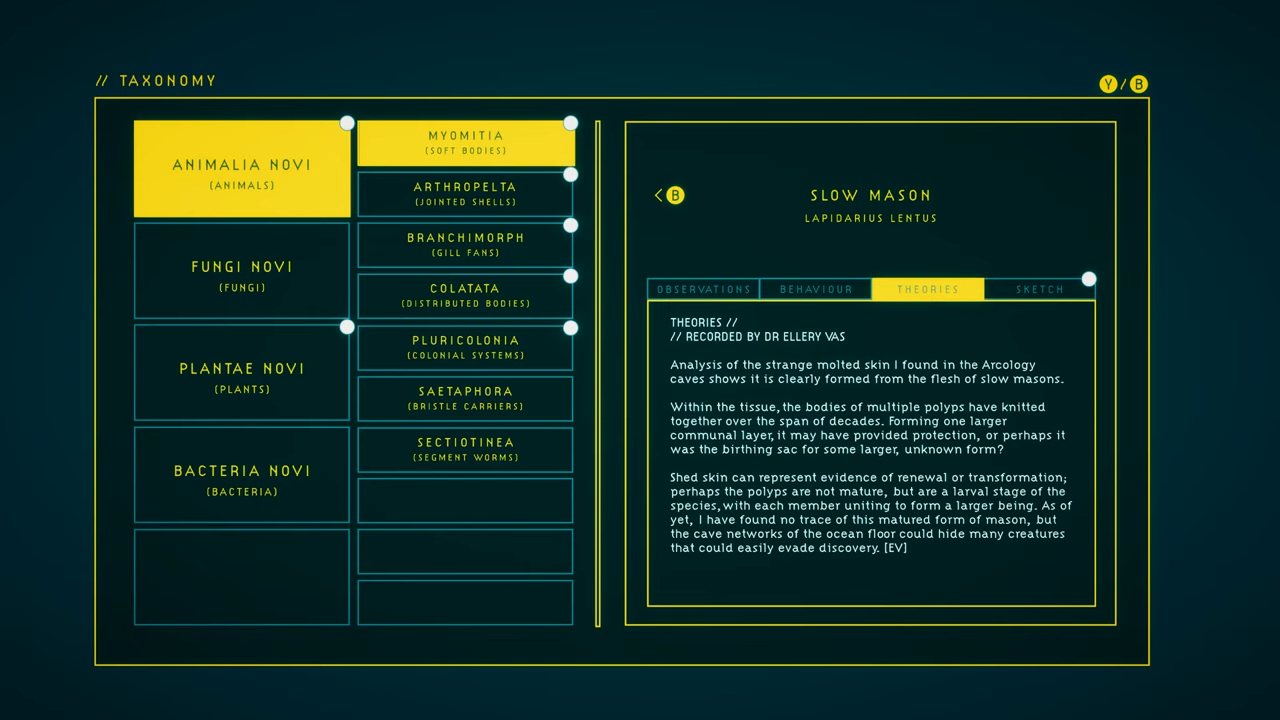 // TAXONOMY
Y / B
ANIMALIA NOVI
(ANIMALS)
FUNGI NOVI
(FUNGI)
PLANTAE NOVI
(PLANTS)
BACTERIA NOVI
(BACTERIA)
MYOMITIA
(SOFT BODIES)
ARTHROPELTA
(JOINTED SHELLS)
BRANCHIMORPH
(GILL FANS)
COLATATA
(DISTRIBUTED BODIES)
PLURICOLONIA
(COLONIAL SYSTEMS)
SAETAPHORA
(BRISTLE CARRIERS)
SECTIOTINEA
(SEGMENT WORMS)
< B
SLOW MASON
LAPIDARIUS LENTUS
OBSERVATIONS BEHAVIOUR THEORIES SKETCH
THEORIES //
// RECORDED BY DR ELLERY VAS
Analysis of the strange molted skin I found in the Arcology
caves shows it is clearly formed from the flesh of slow masons.
Within the tissue, the bodies of multiple polyps have knitted
together over the span of decades. Forming one larger
communal layer, it may have provided protection, or perhaps it
was the birthing sac for some larger, unknown form?
Shed skin can represent evidence of renewal or transformation;
perhaps the polyps are not mature, but are a larval stage of the
species, with each member uniting to form a larger being. As of
yet, I have found no trace of this matured form of mason, but
the cave networks of the ocean floor could hide many creatures
that could easily evade discovery. [EV]